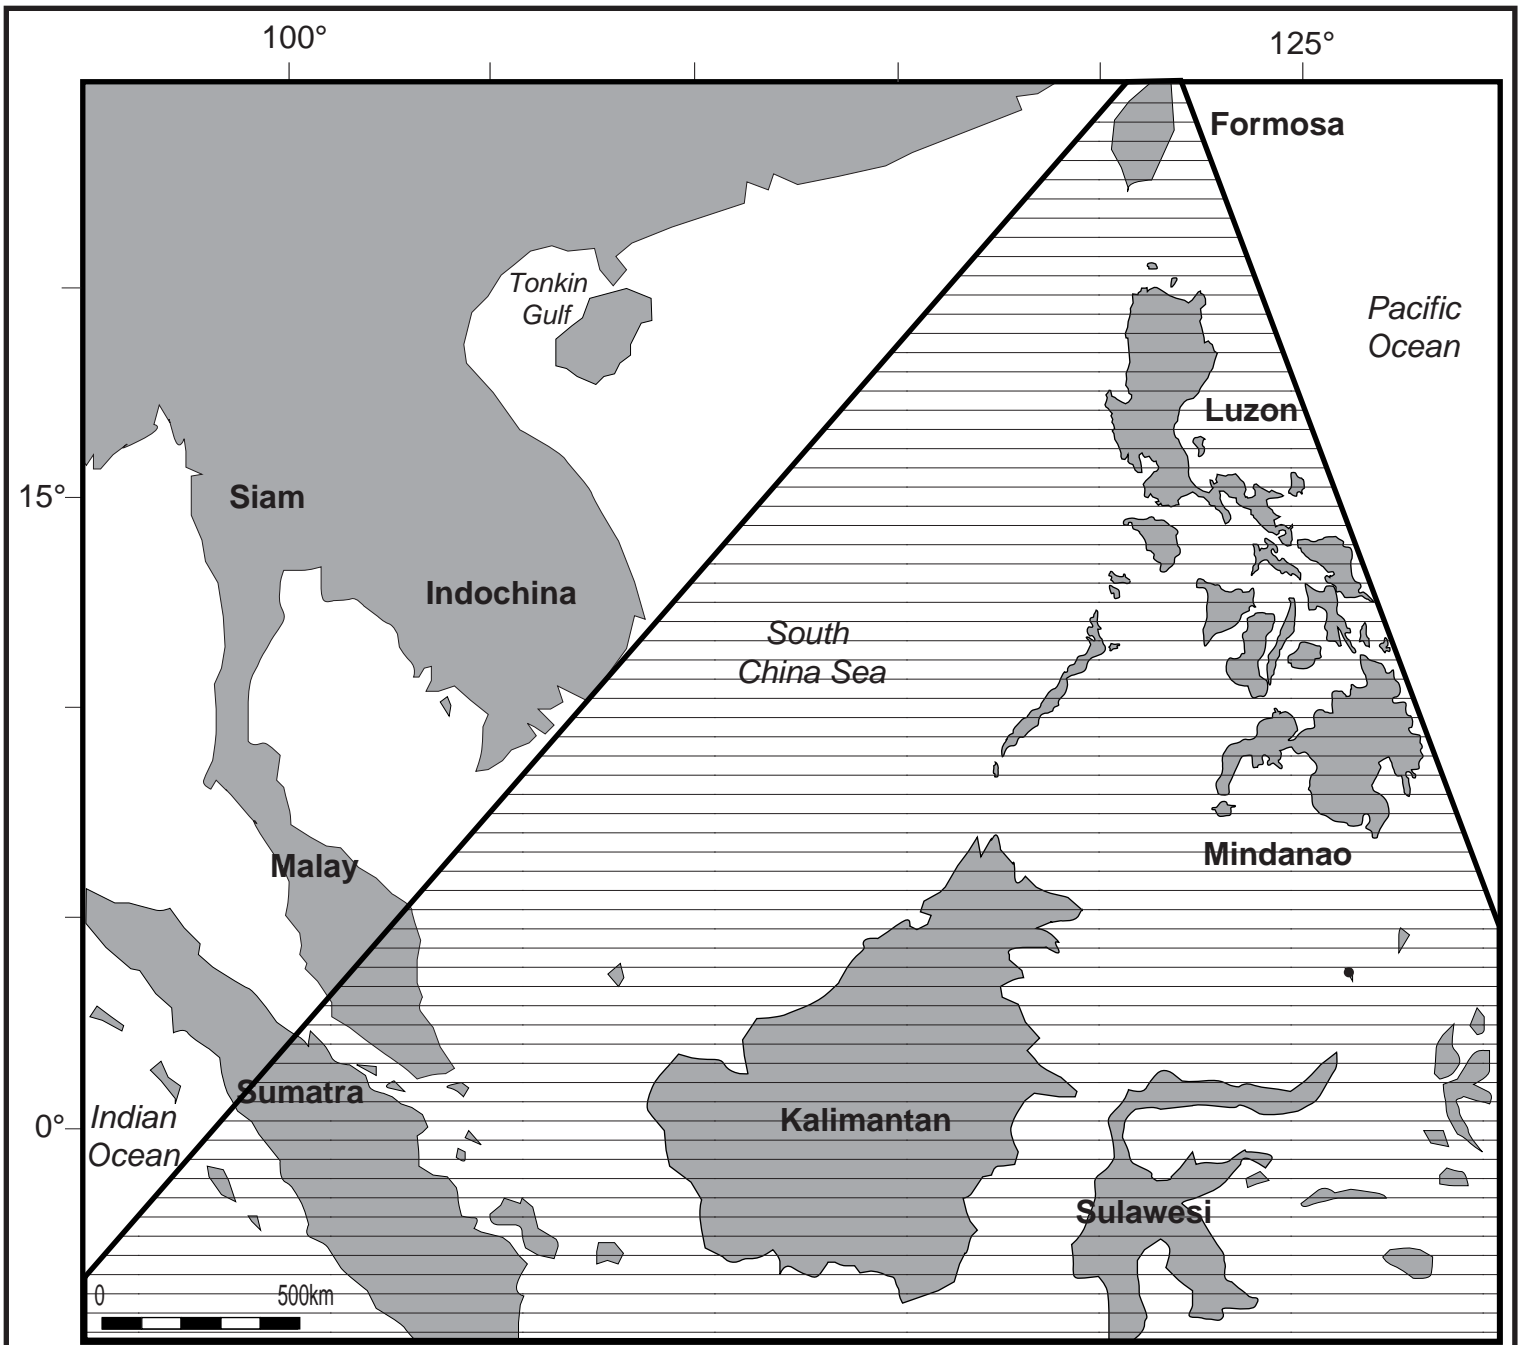 100°
125°
Formosa
Tonkin
Gulf
Pacific
Ocean
Luzon
15°
Siam
Indochina
South
China Sea
Mindanao
Malay
Sumatra
Indian
Ocean
0°
Kalimantan
Sulawesi
0
500km